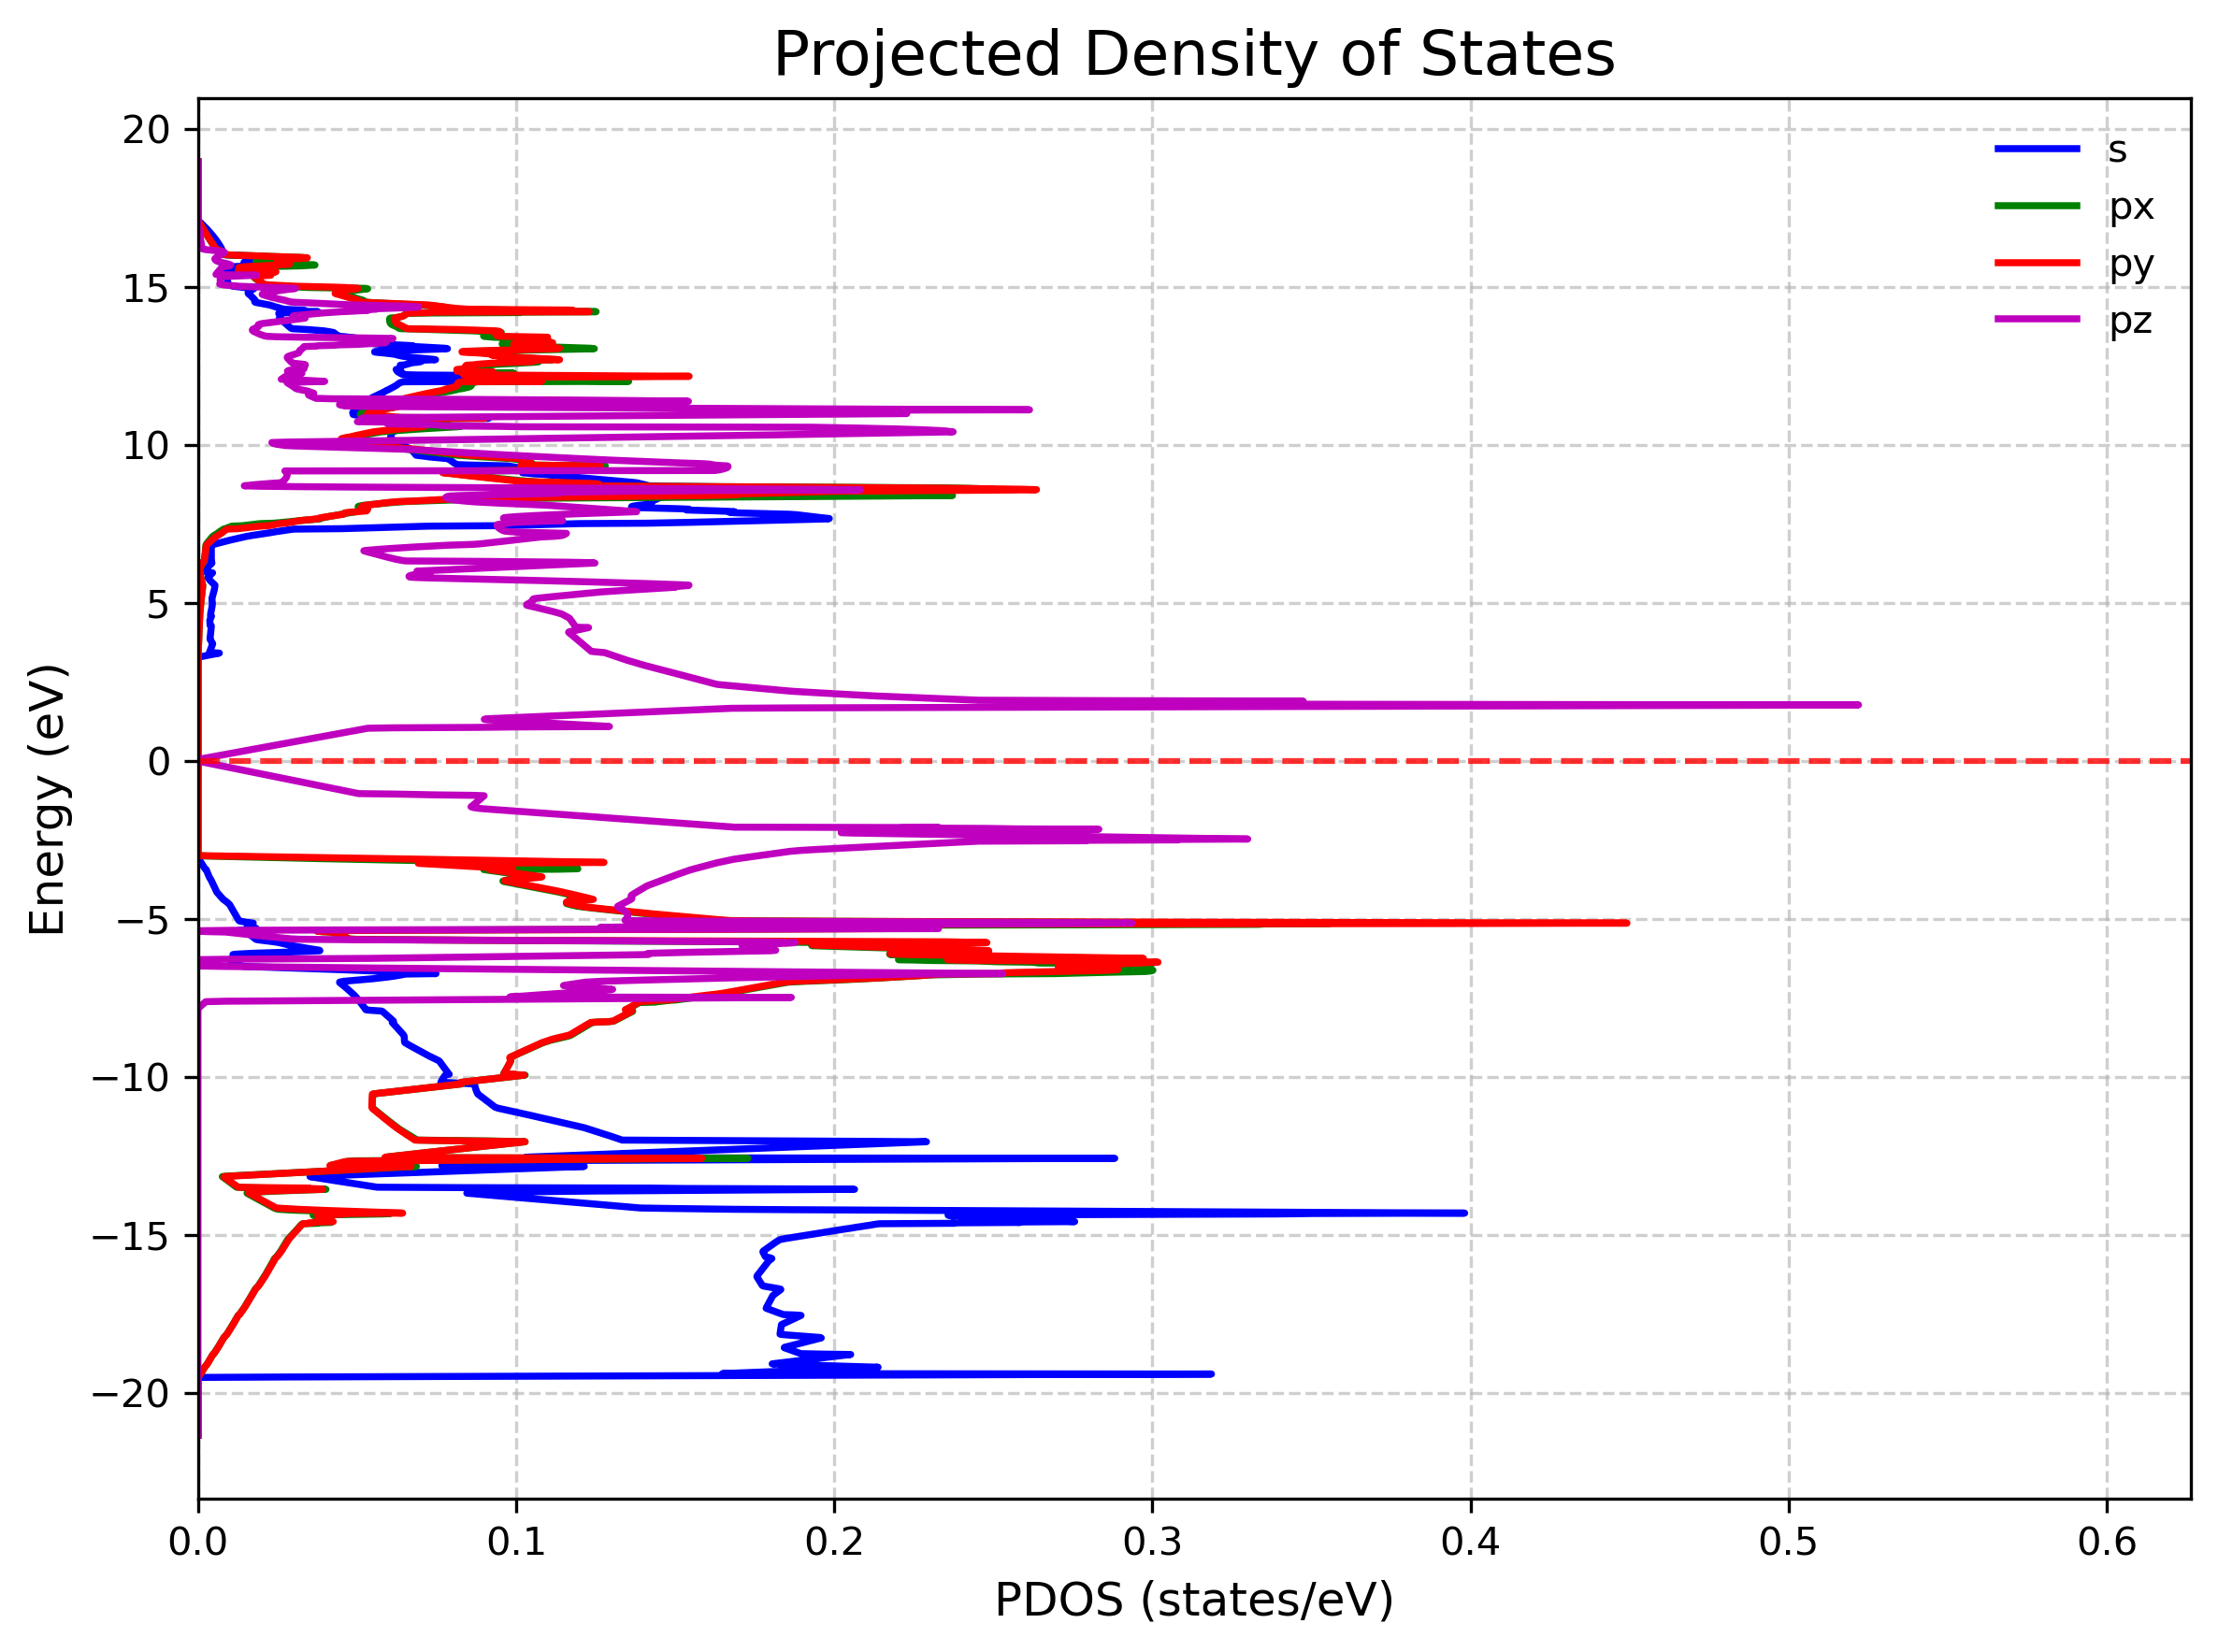 Projected Density of States
s
px
py
pz
20
15
10
5
0
−5
−10
−15
−20
Energy (eV)
0.0 0.1 0.2 0.3 0.4 0.5 0.6
PDOS (states/eV)